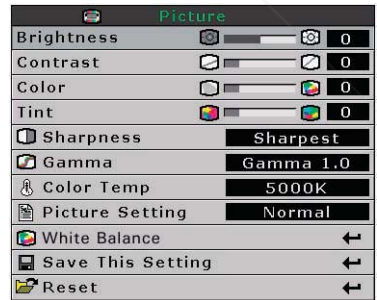 Picture
Brightness 0
Contrast 0
Color 0
Tint 0
Sharpness Sharpest
Gamma Gamma 1.0
Color Temp 5000K
Picture Setting Normal
White Balance
Save This Setting
Reset